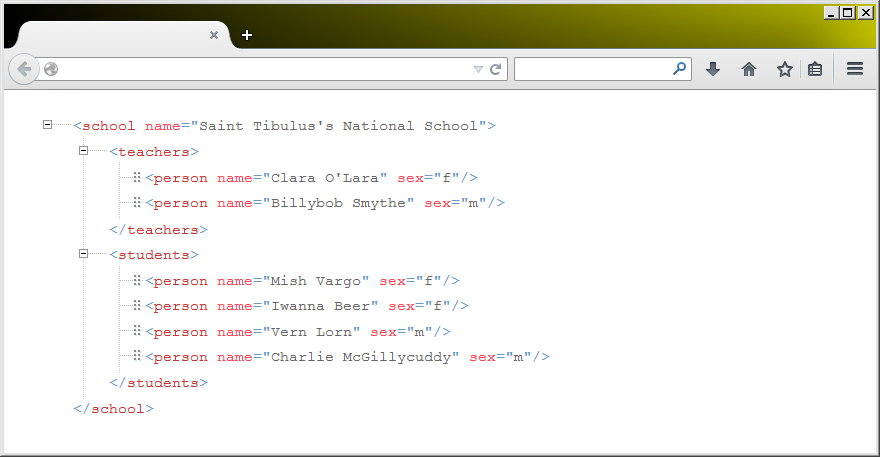 <school name="Saint Tibulus's National School">
<teachers>
<person name="Clara O'Lara" sex="f"/>
<person name="Billybob Smythe" sex="m"/>
</teachers>
<students>
<person name="Mish Vargo" sex="f"/>
<person name="Iwanna Beer" sex="f"/>
<person name="Vern Lorn" sex="m"/>
<person name="Charlie McGillycuddy" sex="m"/>
</students>
</school>